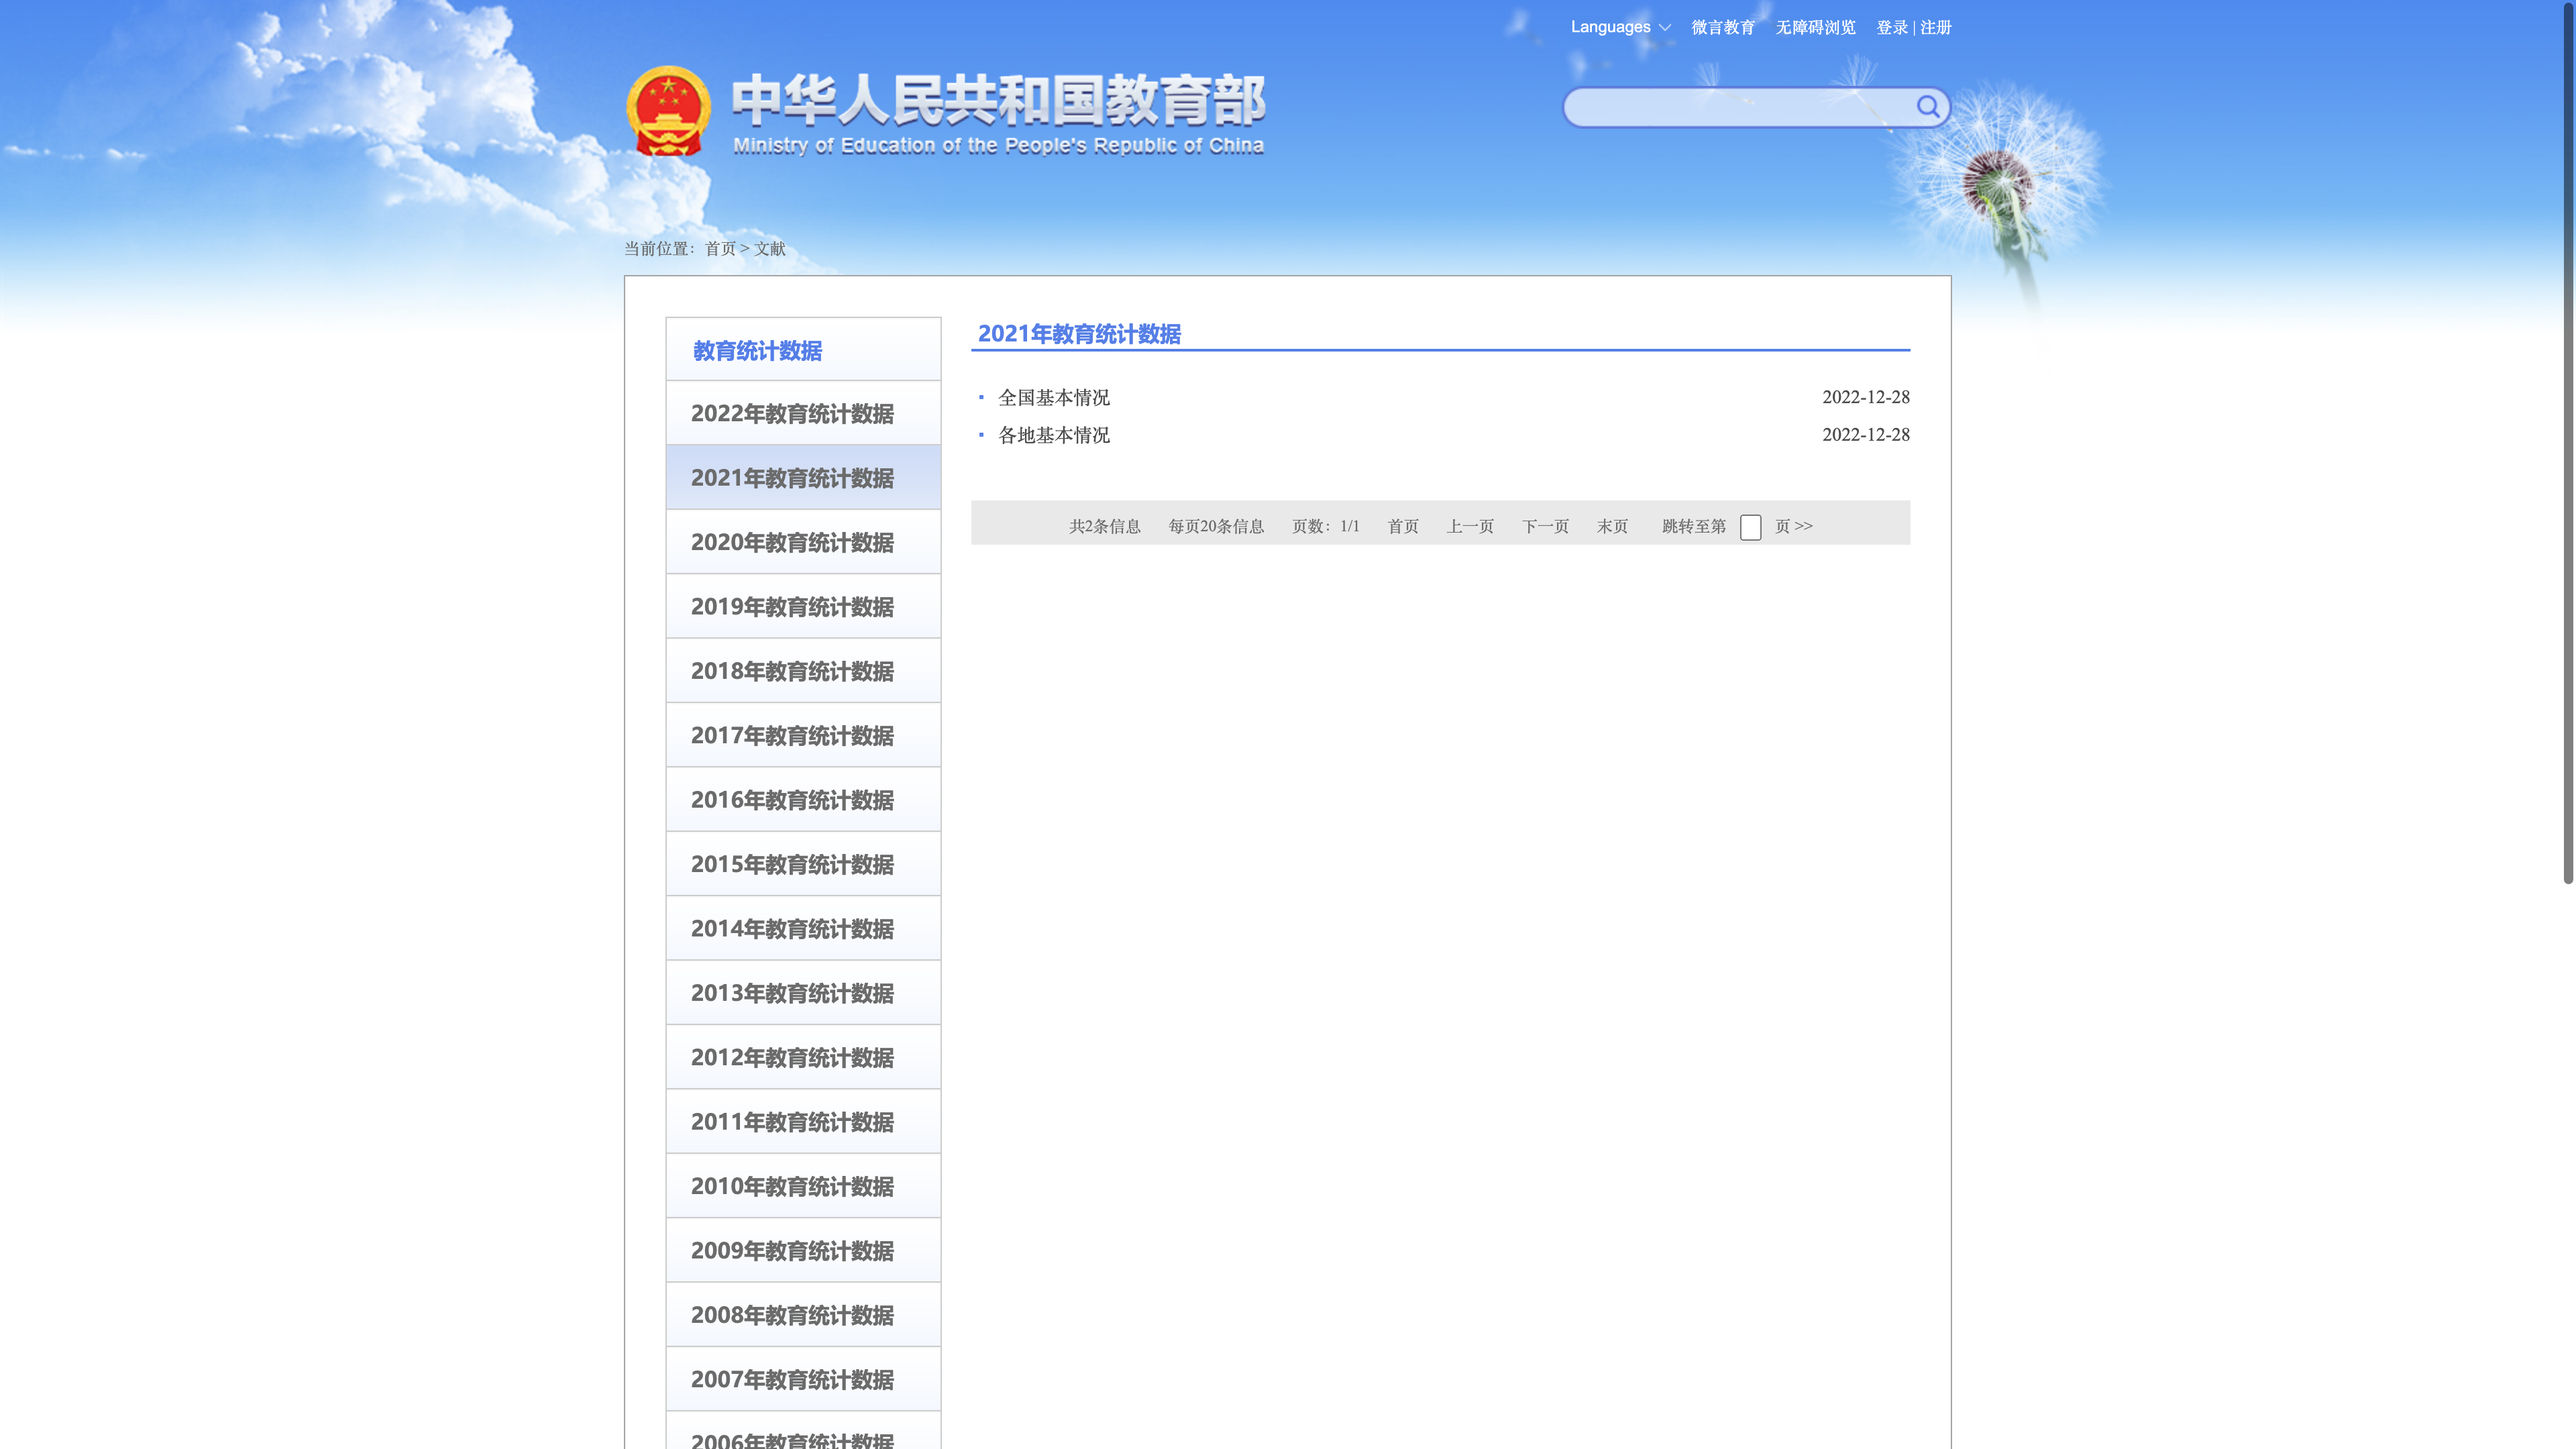 Languages 微言教育 无障碍浏览 登录 | 注册
中华人民共和国教育部
Ministry of Education of the People's Republic of China
当前位置：首页 > 文献
教育统计数据
2022年教育统计数据
2021年教育统计数据
2020年教育统计数据
2019年教育统计数据
2018年教育统计数据
2017年教育统计数据
2016年教育统计数据
2015年教育统计数据
2014年教育统计数据
2013年教育统计数据
2012年教育统计数据
2011年教育统计数据
2010年教育统计数据
2009年教育统计数据
2008年教育统计数据
2007年教育统计数据
2006年教育统计数据
2021年教育统计数据
全国基本情况 2022-12-28
各地基本情况 2022-12-28
共2条信息 每页20条信息 页数：1/1 首页 上一页 下一页 末页 跳转至第 页 >>